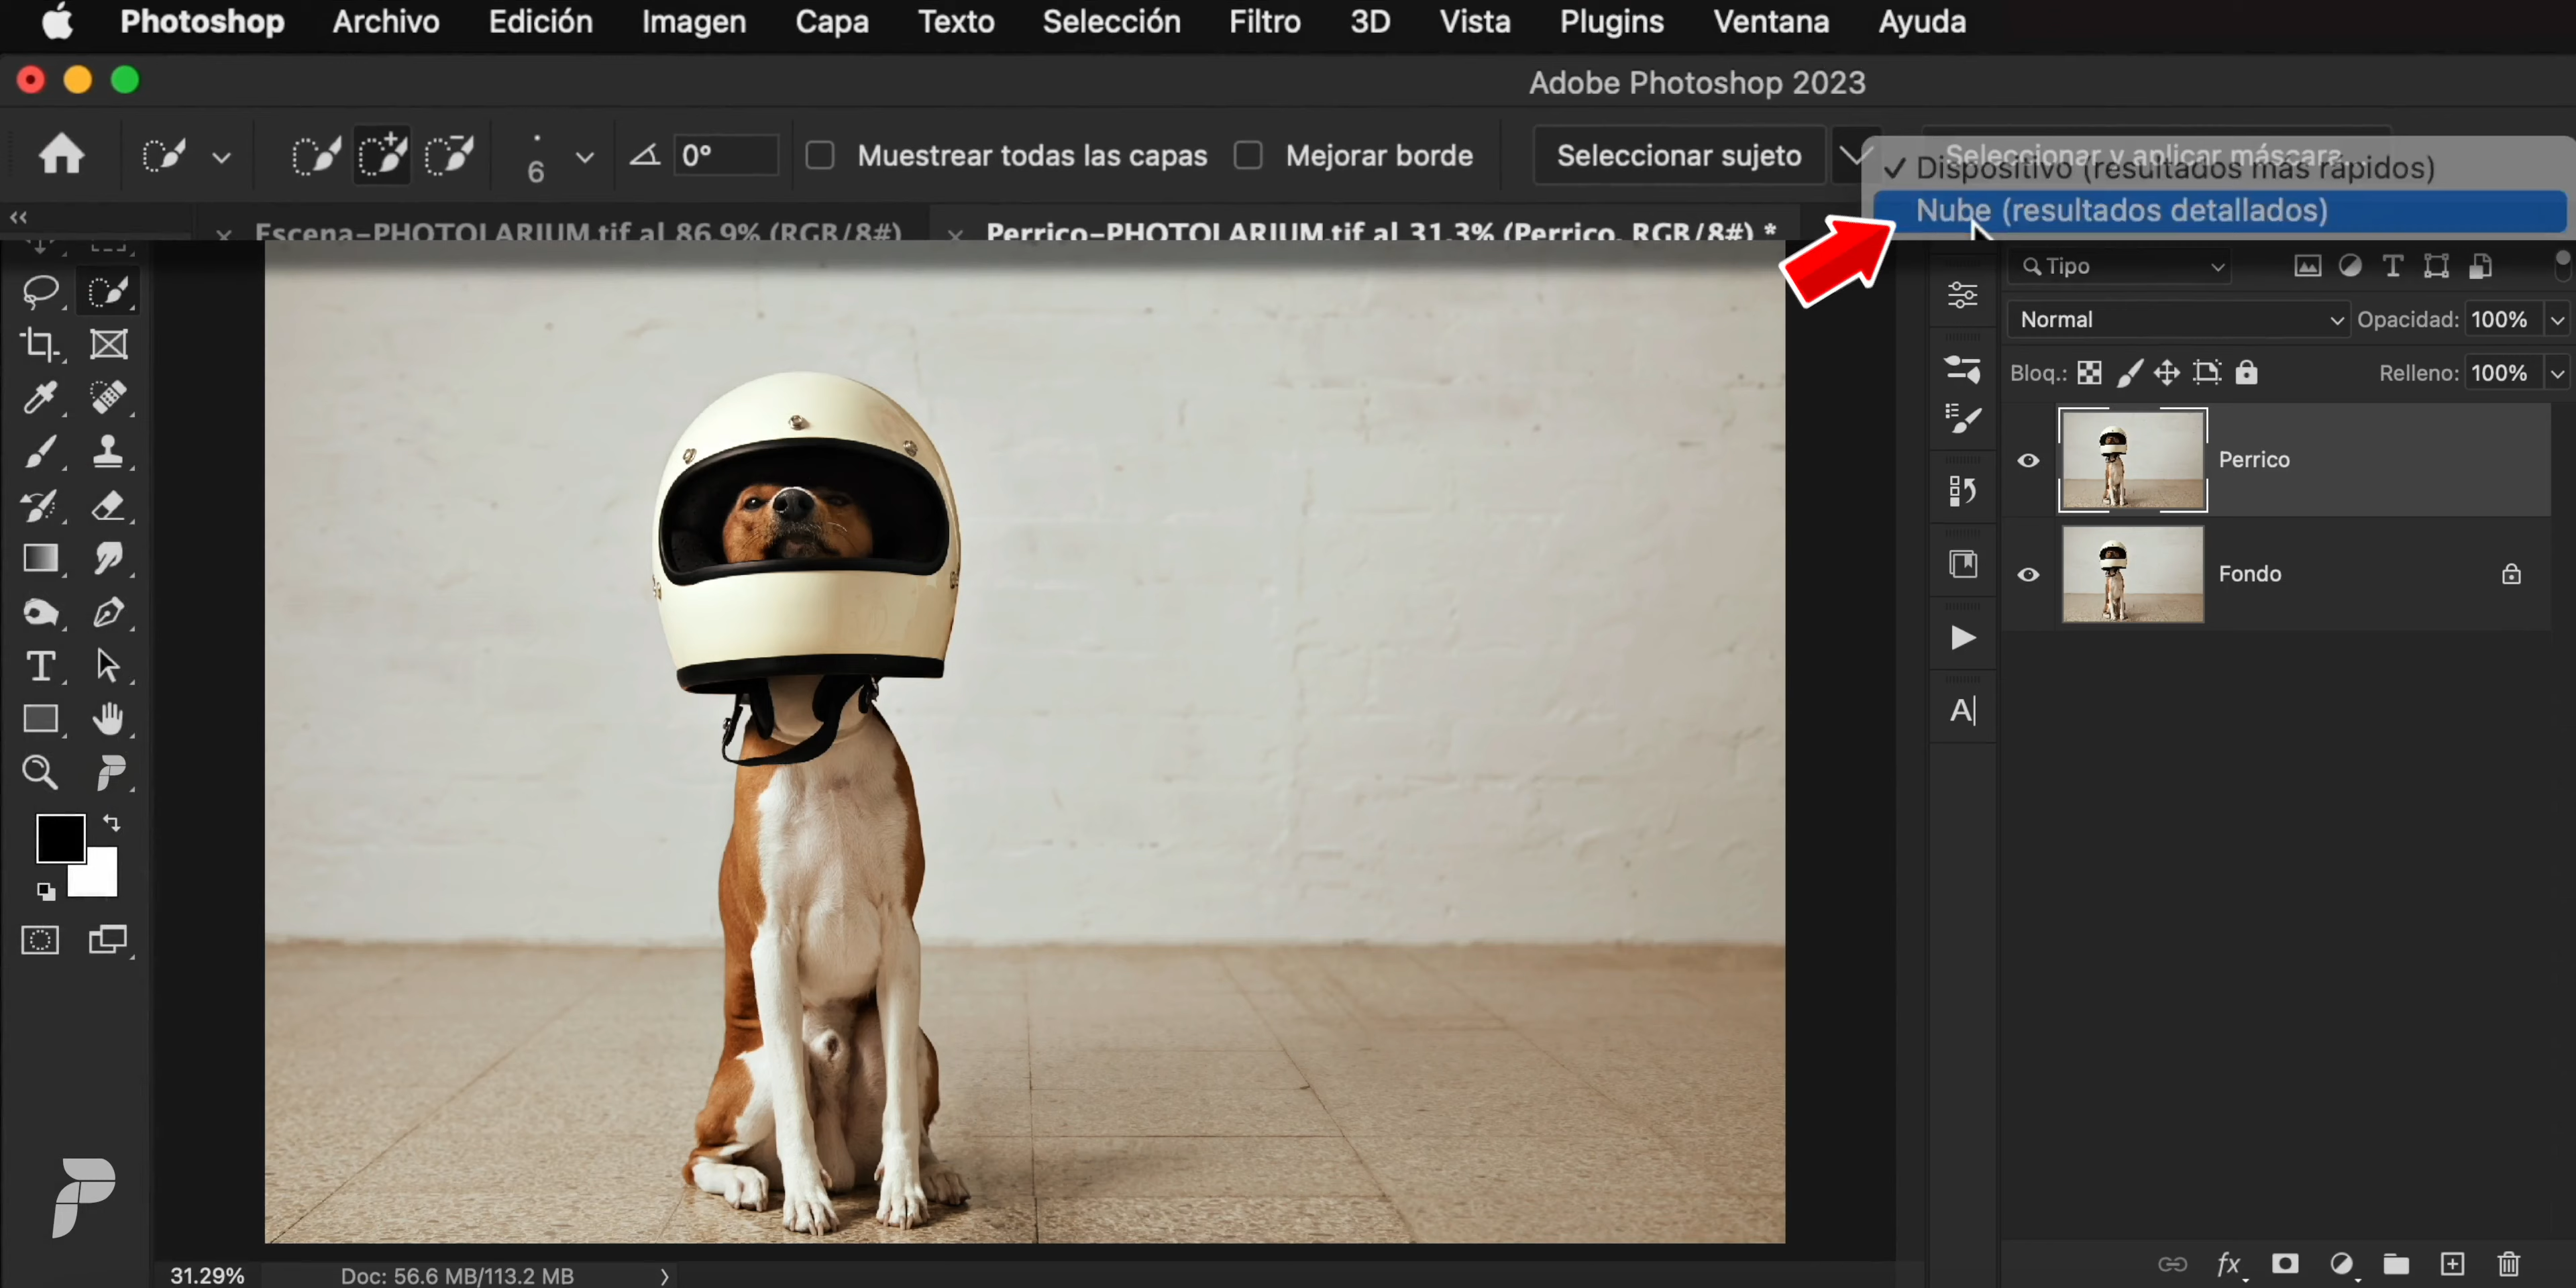 Photoshop Archivo Edición Imagen Capa Texto Selección Filtro 3D Vista Plugins Ventana Ayuda
Adobe Photoshop 2023
6 0° Muestrear todas las capas Mejorar borde Seleccionar sujeto Seleccionar y aplicar máscara...
✓ Dispositivo (resultados más rápidos)
Nube (resultados detallados)
Escena-PHOTOLARIUM.tif al 86,9% (RGB/8#) Perrico-PHOTOLARIUM.tif al 31,3% (Perrico, RGB/8#) *
Tipo
Normal Opacidad: 100%
Bloq.: Relleno: 100%
Perrico
Fondo
31.29% Doc: 56.6 MB/113.2 MB